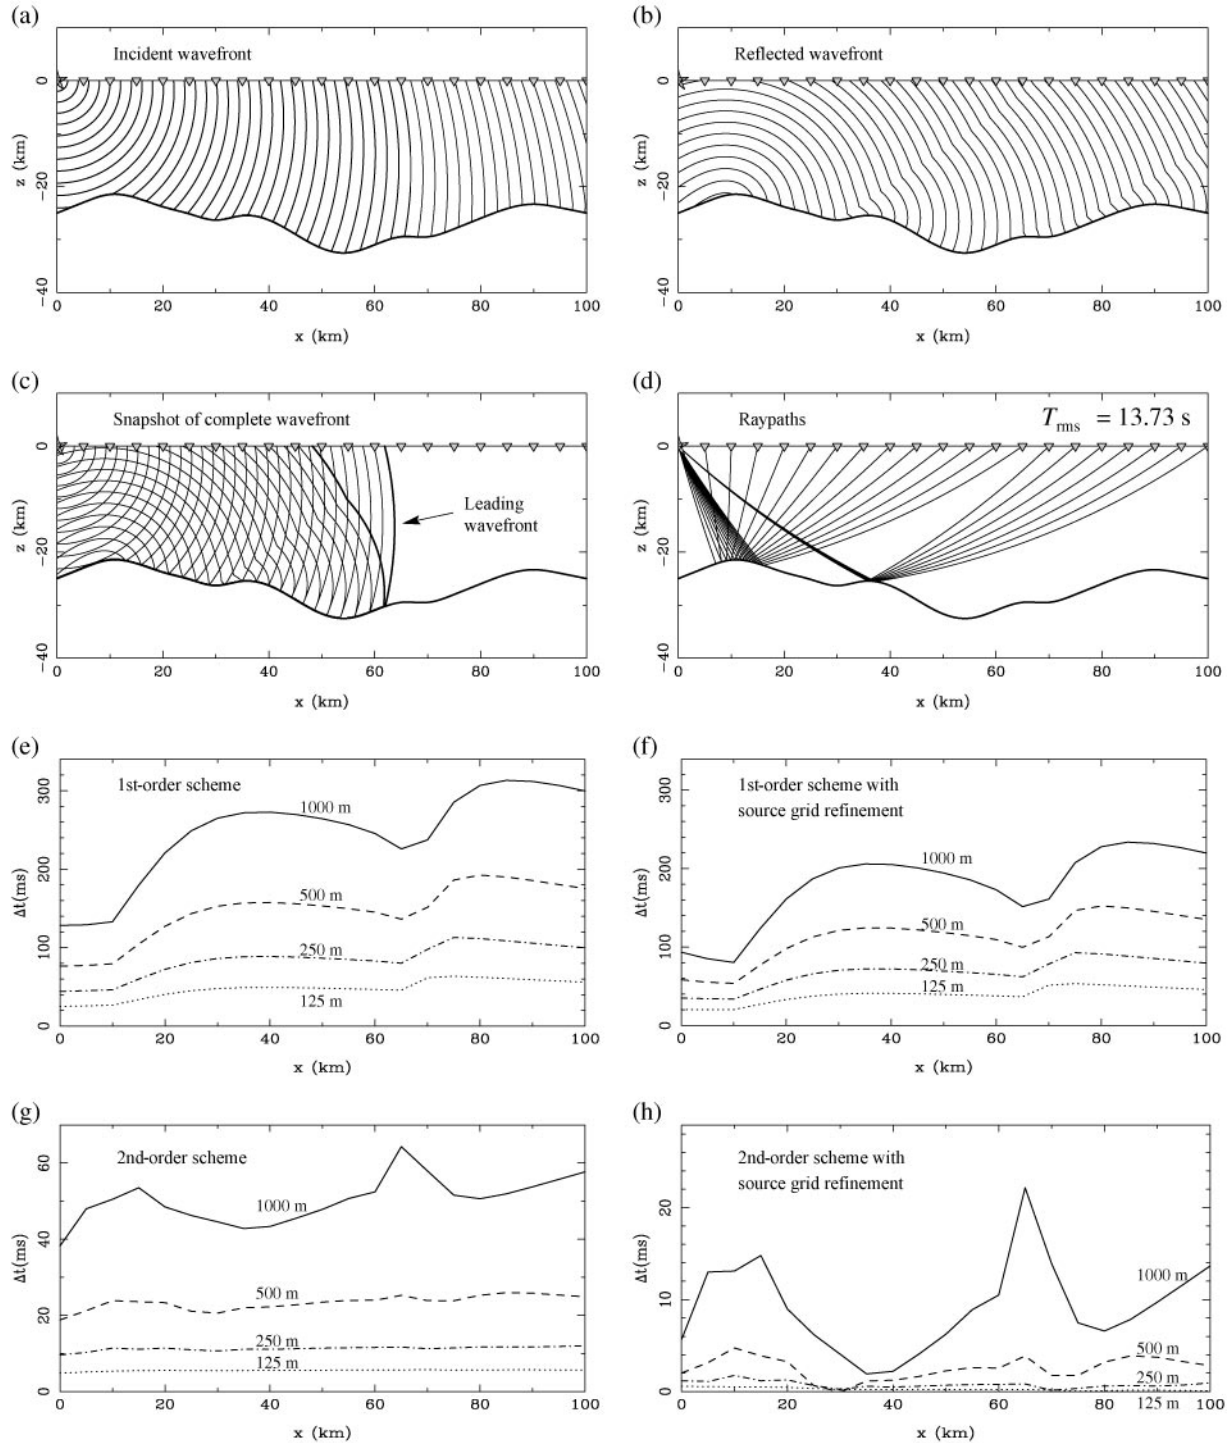 (a)
Incident wavefront
0
−20
−40
z (km)
0 20 40 60 80 100
x (km)
(b)
Reflected wavefront
0
−20
−40
z (km)
0 20 40 60 80 100
x (km)
(c)
Snapshot of complete wavefront
Leading
wavefront
0
−20
−40
z (km)
0 20 40 60 80 100
x (km)
(d)
Raypaths
Trms = 13.73 s
0
−20
−40
z (km)
0 20 40 60 80 100
x (km)
(e)
1st-order scheme
1000 m
500 m
250 m
125 m
300
200
100
0
Δt(ms)
0 20 40 60 80 100
x (km)
(f)
1st-order scheme with
source grid refinement
1000 m
500 m
250 m
125 m
300
200
100
0
Δt(ms)
0 20 40 60 80 100
x (km)
(g)
2nd-order scheme
1000 m
500 m
250 m
125 m
60
40
20
0
Δt(ms)
0 20 40 60 80 100
x (km)
(h)
2nd-order scheme with
source grid refinement
1000 m
500 m
250 m
125 m
20
10
0
Δt(ms)
0 20 40 60 80 100
x (km)